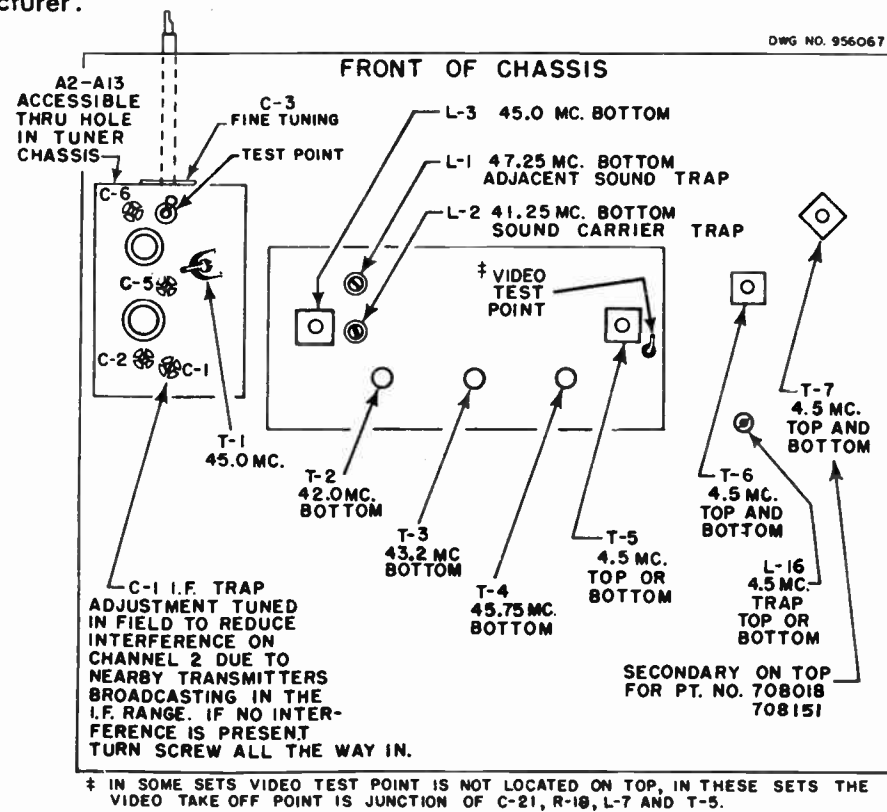 cturer.
DWG NO. 956067
FRONT OF CHASSIS
A2-A13
ACCESSIBLE
THRU HOLE
IN TUNER
CHASSIS
C-3
FINE TUNING
TEST POINT
L-3 45.0 MC. BOTTOM
L-1 47.25 MC. BOTTOM
ADJACENT SOUND TRAP
L-2 41.25 MC. BOTTOM
SOUND CARRIER TRAP
C-6
C-5
C-2
C-1
‡ VIDEO
TEST
POINT
T-1
45.0 MC.
T-2
42.0 MC.
BOTTOM
T-3
43.2 MC
BOTTOM
T-4
45.75 MC.
BOTTOM
T-5
4.5 MC.
TOP OR
BOTTOM
T-6
4.5 MC.
TOP AND
BOTTOM
T-7
4.5 MC.
TOP AND
BOTTOM
L-16
4.5 MC.
TRAP
TOP OR
BOTTOM
C-1 I.F. TRAP
ADJUSTMENT TUNED
IN FIELD TO REDUCE
INTERFERENCE ON
CHANNEL 2 DUE TO
NEARBY TRANSMITTERS
BROADCASTING IN THE
I.F. RANGE. IF NO INTER-
FERENCE IS PRESENT
TURN SCREW ALL THE WAY IN.
SECONDARY ON TOP
FOR PT. NO. 708018
708151
‡ IN SOME SETS VIDEO TEST POINT IS NOT LOCATED ON TOP, IN THESE SETS THE
VIDEO TAKE OFF POINT IS JUNCTION OF C-21, R-18, L-7 AND T-5.